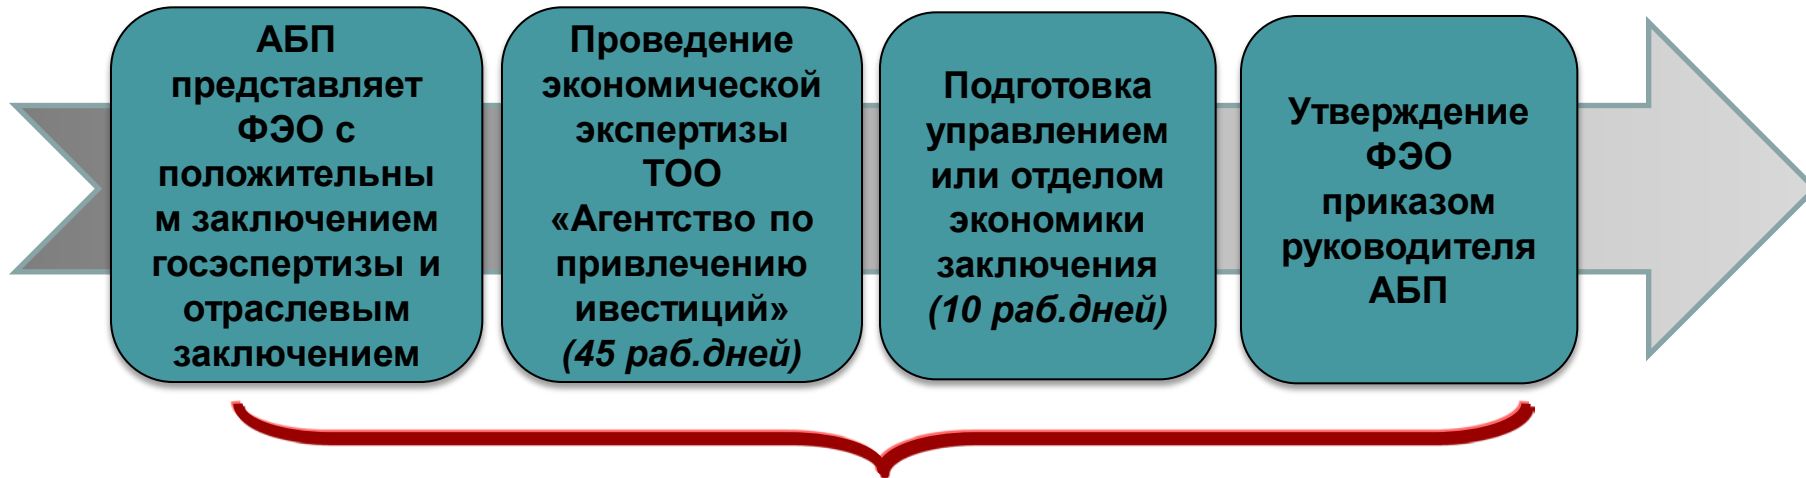 АБП
представляет
ФЭО с
положительны
м заключением
госэспертизы и
отраслевым
заключением
Проведение
экономической
экспертизы
ТОО
«Агентство по
привлечению
ивестиций»
(45 раб.дней)
Подготовка
управлением
или отделом
экономики
заключения
(10 раб.дней)
Утверждение
ФЭО
приказом
руководителя
АБП